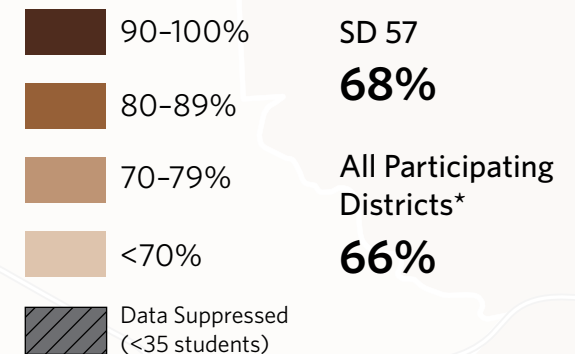 90–100%
80–89%
70–79%
<70%
Data Suppressed
(<35 students)
SD 57
68%
All Participating
Districts*
66%